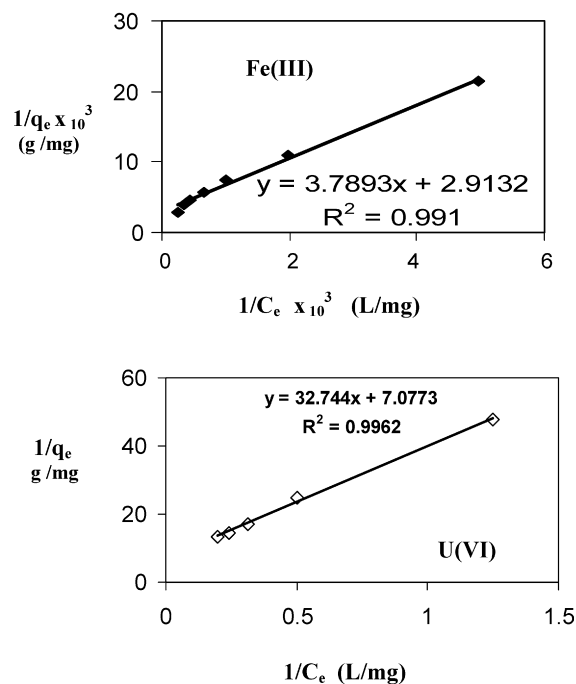 30
Fe(III)
20
1/qₑ x 10³
(g /mg)
10
y = 3.7893x + 2.9132
R² = 0.991
0
0 2 4 6
1/Cₑ x 10³ (L/mg)
60
y = 32.744x + 7.0773
R² = 0.9962
40
1/qₑ
g /mg
20
U(VI)
0
0 0.5 1 1.5
1/Cₑ (L/mg)